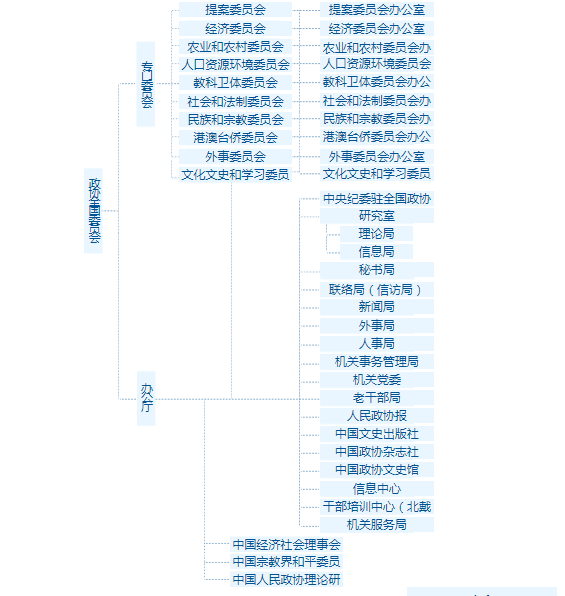 提案委员会
提案委员会办公室
经济委员会
经济委员会办公室
农业和农村委员会
农业和农村委员会办
人口资源环境委员会
人口资源环境委员会
教科卫体委员会
教科卫体委员会办公
社会和法制委员会
社会和法制委员会办
民族和宗教委员会
民族和宗教委员会办
港澳台侨委员会
港澳台侨委员会办公
外事委员会
外事委员会办公室
文化文史和学习委员
文化文史和学习委员
专门委员会
政协全国委员会
办公厅
中央纪委驻全国政协
研究室
理论局
信息局
秘书局
联络局（信访局）
新闻局
外事局
人事局
机关事务管理局
机关党委
老干部局
人民政协报
中国文史出版社
中国政协杂志社
中国政协文史馆
信息中心
干部培训中心（北戴
机关服务局
中国经济社会理事会
中国宗教界和平委员
中国人民政协理论研